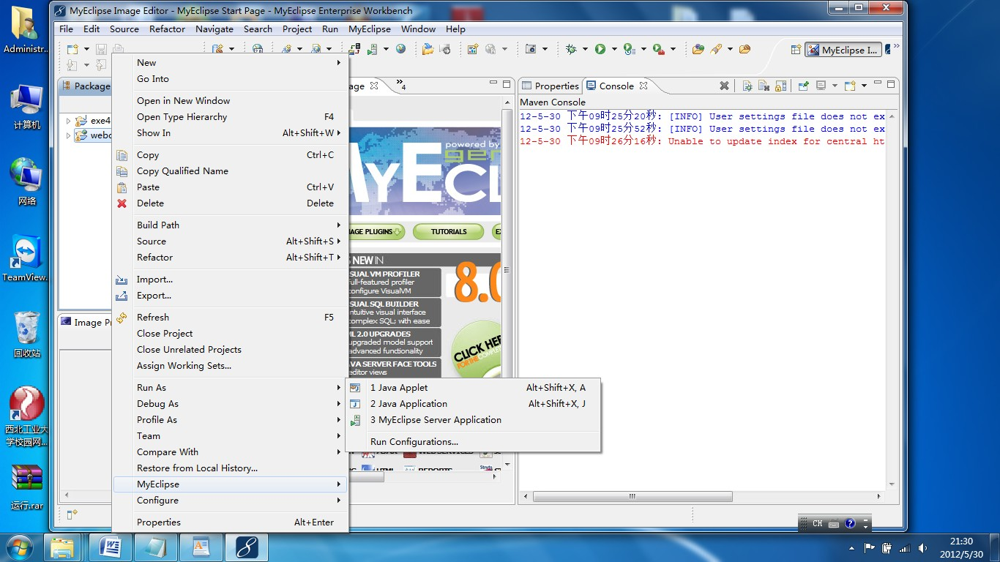 MyEclipse Image Editor - MyEclipse Start Page - MyEclipse Enterprise Workbench
File Edit Source Refactor Navigate Search Project Run MyEclipse Window Help
MyEclipse I...
Administr...
计算机
网络
TeamView...
回收站
西北工业大
学校园网...
运行.rar
Package
exe4
Image Pr
New
Go Into
Open in New Window
Open Type Hierarchy F4
Show In Alt+Shift+W
Copy Ctrl+C
Copy Qualified Name
Paste Ctrl+V
Delete Delete
Build Path
Source Alt+Shift+S
Refactor Alt+Shift+T
Import...
Export...
Refresh F5
Close Project
Close Unrelated Projects
Assign Working Sets...
Run As
Debug As
Profile As
Team
Compare With
Restore from Local History...
MyEclipse
Configure
Properties Alt+Enter
1 Java Applet Alt+Shift+X, A
2 Java Application Alt+Shift+X, J
3 MyEclipse Server Application
Run Configurations...
age
4
powered by
gen
MYECL
AGE PLUGINS
TUTORIALS
E
NEW IN
SUAL VM PROFILER
full-featured profiler
configure VisualVM
SUAL SQL BUILDER
ntuitive visual interface
complex SQL; with ease
ML 2.0 UPGRADES
upgraded model support
advanced functionality
VA SERVER FACE TOOLS
editor views
8.0
CLICK HERE
FOR THE COMPLE
REPORTS
Struts
Properties
Console
Maven Console
12-5-30 下午09时25分20秒: [INFO] User settings file does not ex
12-5-30 下午09时25分52秒: [INFO] User settings file does not ex
12-5-30 下午09时26分16秒: Unable to update index for central ht
CH
21:30
2012/5/30